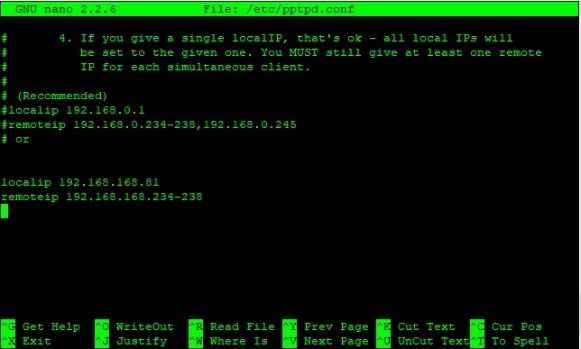 GNU nano 2.2.6 File: /etc/pptpd.conf
# 4. If you give a single localIP, that's ok - all local IPs will
# be set to the given one. You MUST still give at least one remote
# IP for each simultaneous client.
#
# (Recommended)
#localip 192.168.0.1
#remoteip 192.168.0.234-238,192.168.0.245
# or
localip 192.168.168.81
remoteip 192.168.168.234-238
^G Get Help ^O WriteOut ^R Read File ^Y Prev Page ^K Cut Text ^C Cur Pos
^X Exit ^J Justify ^W Where Is ^V Next Page ^U UnCut Text ^T To Spell